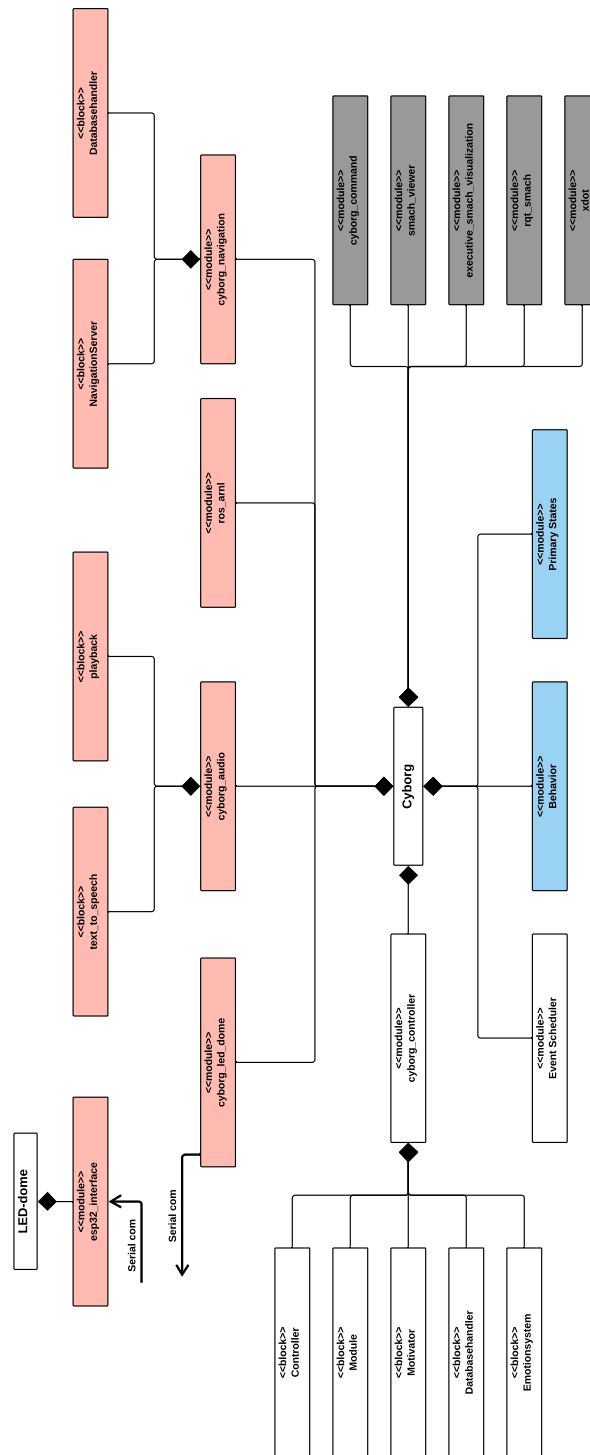 <<block>>
Databasehandler
<<block>>
NavigationServer
<<block>>
playback
<<block>>
text_to_speech
<<module>>
esp32_interface
LED-dome
Serial com
Serial com
<<module>>
cyborg_navigation
<<module>>
ros_arnl
<<module>>
cyborg_audio
<<module>>
cyborg_led_dome
<<module>>
cyborg_command
<<module>>
smach_viewer
<<module>>
executive_smach_visualization
<<module>>
rqt_smach
<<module>>
xdot
Cyborg
<<module>>
Primary States
<<module>>
Behavior
<<module>>
Event Scheduler
<<module>>
cyborg_controller
<<block>>
Controller
<<block>>
Module
<<block>>
Motivator
<<block>>
Databasehandler
<<block>>
Emotionsystem